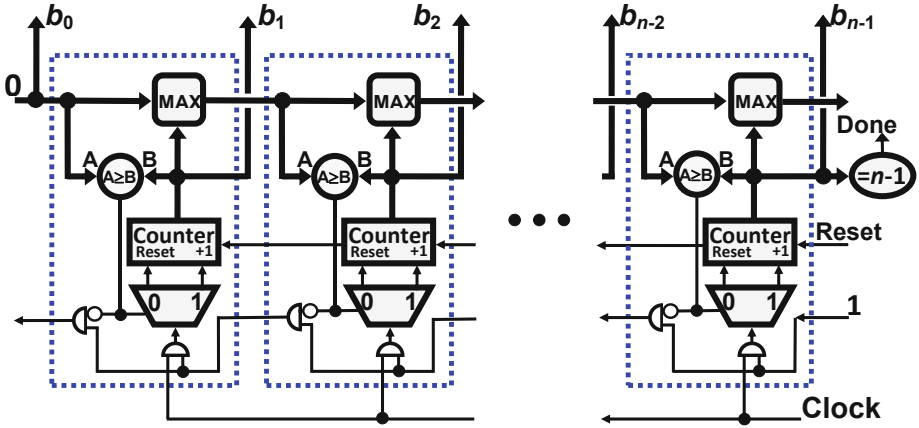 b₀ b₁ b₂ bₙ₋₂ bₙ₋₁
0 MAX MAX MAX
Done
A B A B A B
A≥B A≥B A≥B =n-1
Counter Counter Counter
Reset +1 Reset +1 Reset +1 Reset
0 1 0 1 0 1 1
Clock